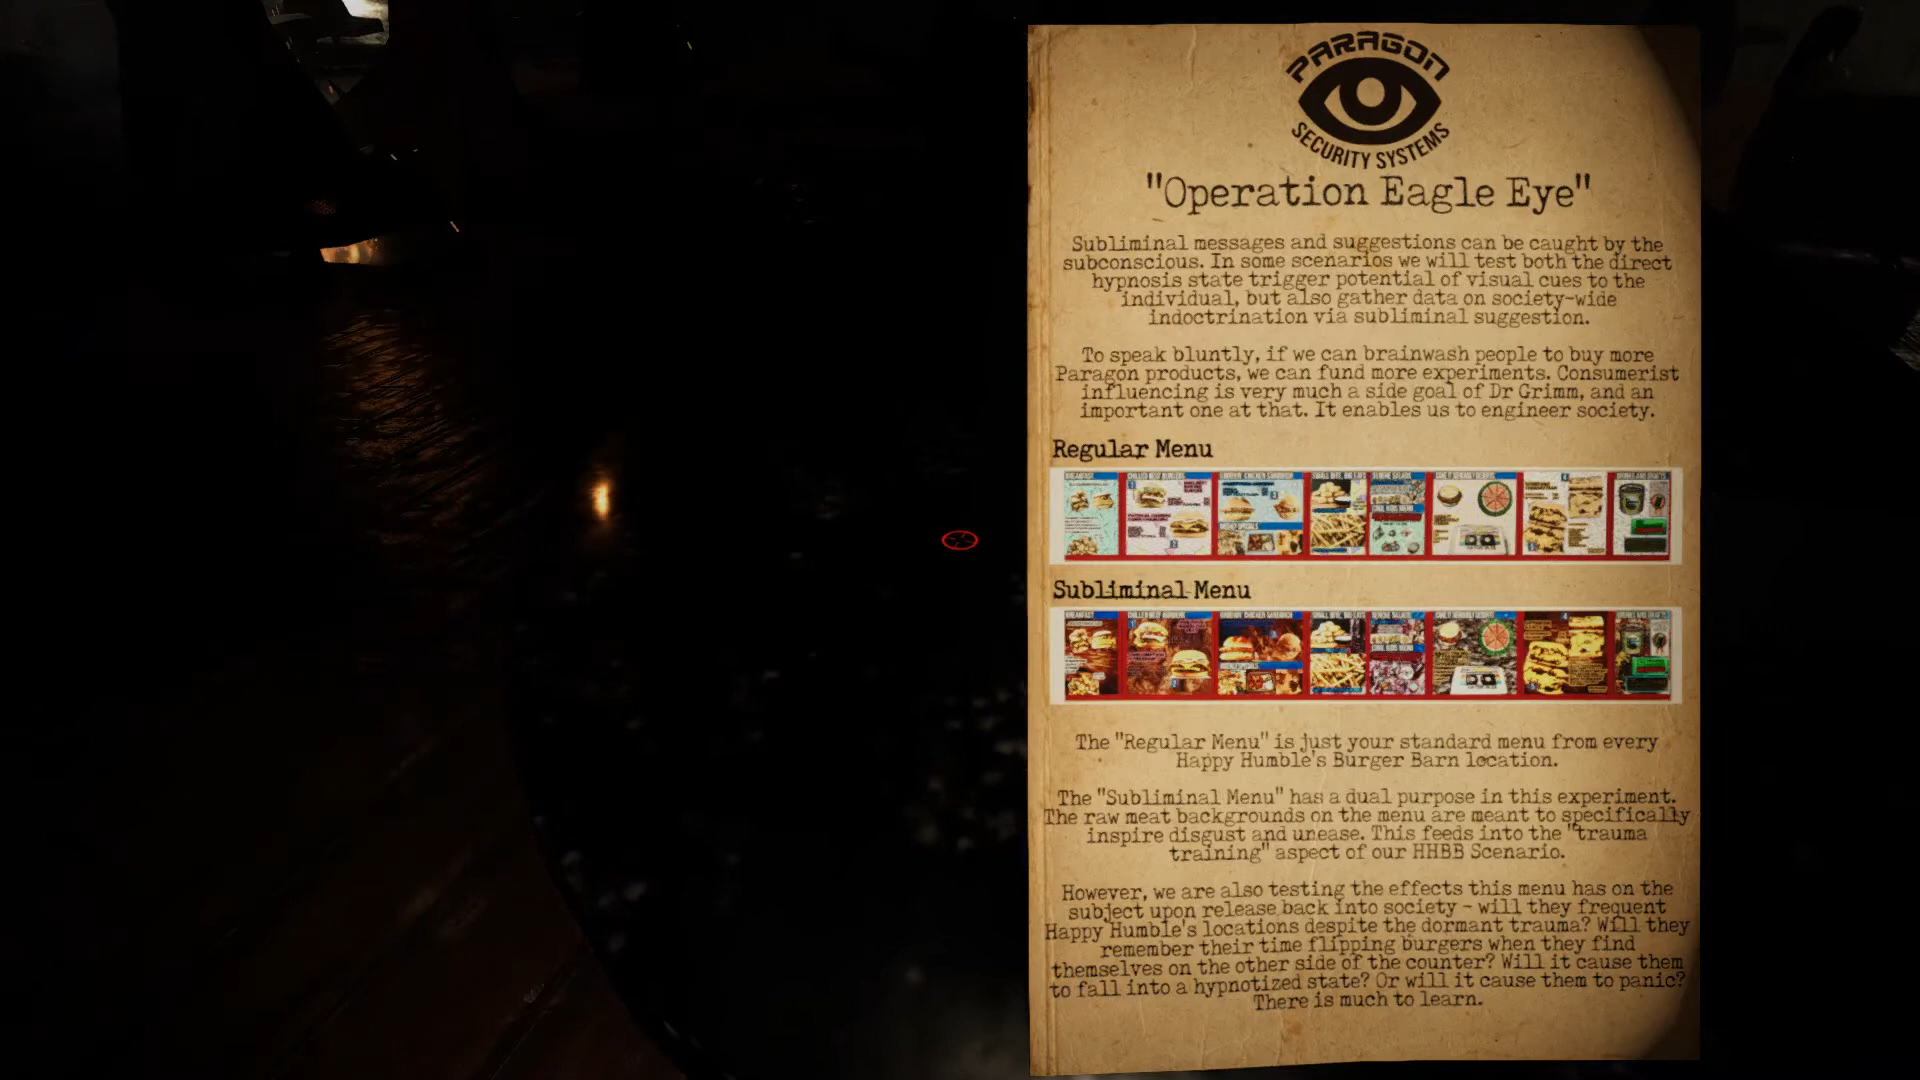 PARAGON
SECURITY SYSTEMS
"Operation Eagle Eye"
Subliminal messages and suggestions can be caught by the
subconscious. In some scenarios we will test both the direct
hypnosis state trigger potential of visual cues to the
individual, but also gather data on society-wide
indoctrination via subliminal suggestion.
To speak bluntly, if we can brainwash people to buy more
Paragon products, we can fund more experiments. Consumerist
influencing is very much a side goal of Dr Grimm, and an
important one at that. It enables us to engineer society.
Regular Menu
BREAKFAST
Subliminal Menu
BREAKFAST
The "Regular Menu" is just your standard menu from every
Happy Humble's Burger Barn location.
The "Subliminal Menu" has a dual purpose in this experiment.
The raw meat backgrounds on the menu are meant to specifically
inspire disgust and unease. This feeds into the "trauma
training" aspect of our HHBB Scenario.
However, we are also testing the effects this menu has on the
subject upon release back into society - will they frequent
Happy Humble's locations despite the dormant trauma? Will they
remember their time flipping burgers when they find
themselves on the other side of the counter? Will it cause them
to fall into a hypnotized state? Or will it cause them to panic?
There is much to learn.